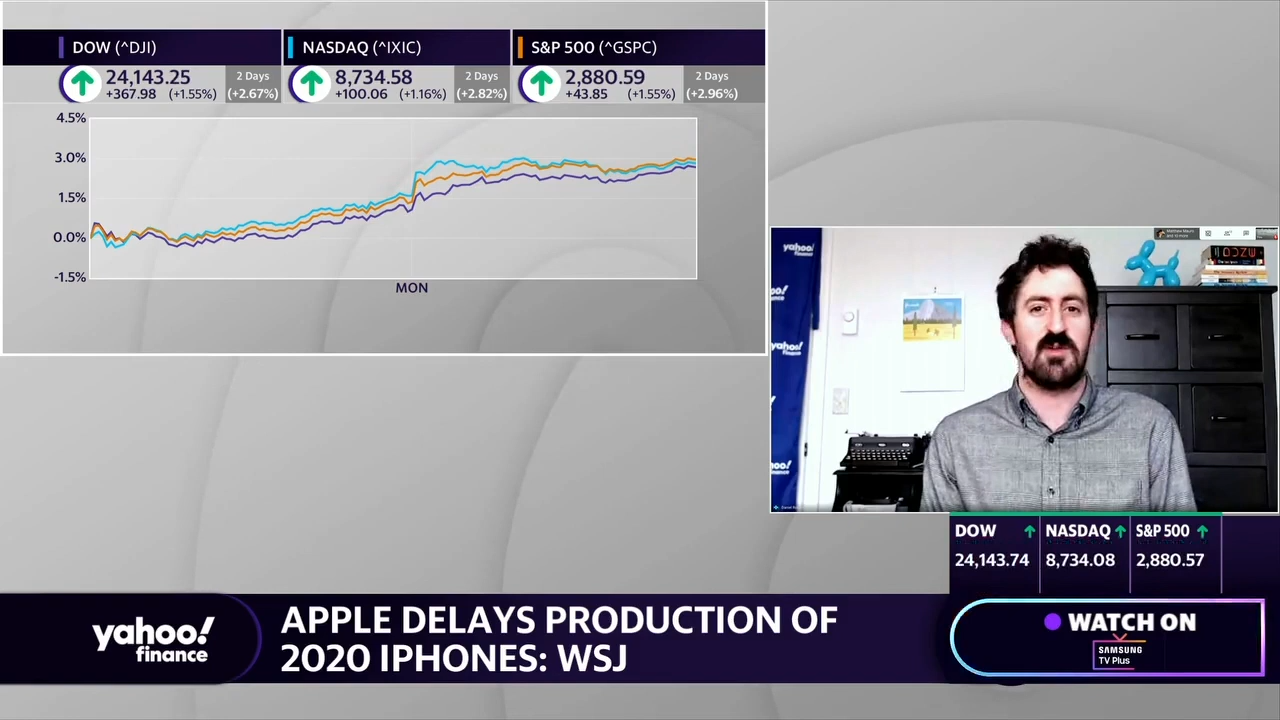 DOW (^DJI)
24,143.25
+367.98 (+1.55%)
2 Days
(+2.67%)
NASDAQ (^IXIC)
8,734.58
+100.06 (+1.16%)
2 Days
(+2.82%)
S&P 500 (^GSPC)
2,880.59
+43.85 (+1.55%)
2 Days
(+2.96%)
4.5%
3.0%
1.5%
0.0%
-1.5%
MON
yahoo!
finance
yahoo!
finance
DOW
24,143.74
NASDAQ
8,734.08
S&P 500
2,880.57
yahoo!
finance
APPLE DELAYS PRODUCTION OF
2020 IPHONES: WSJ
WATCH ON
SAMSUNG
TV Plus